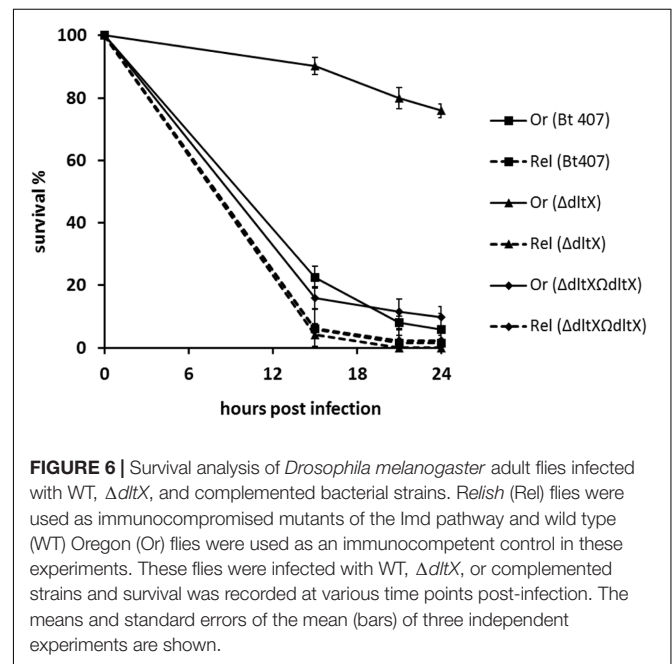 100
80
60
40
20
0
survival %
0 6 12 18 24
hours post infection
Or (Bt 407)
Rel (Bt407)
Or (ΔdltX)
Rel (ΔdltX)
Or (ΔdltXΩdltX)
Rel (ΔdltXΩdltX)
FIGURE 6 | Survival analysis of Drosophila melanogaster adult flies infected
with WT, ΔdltX, and complemented bacterial strains. Relish (Rel) flies were
used as immunocompromised mutants of the Imd pathway and wild type
(WT) Oregon (Or) flies were used as an immunocompetent control in these
experiments. These flies were infected with WT, ΔdltX, or complemented
strains and survival was recorded at various time points post-infection. The
means and standard errors of the mean (bars) of three independent
experiments are shown.